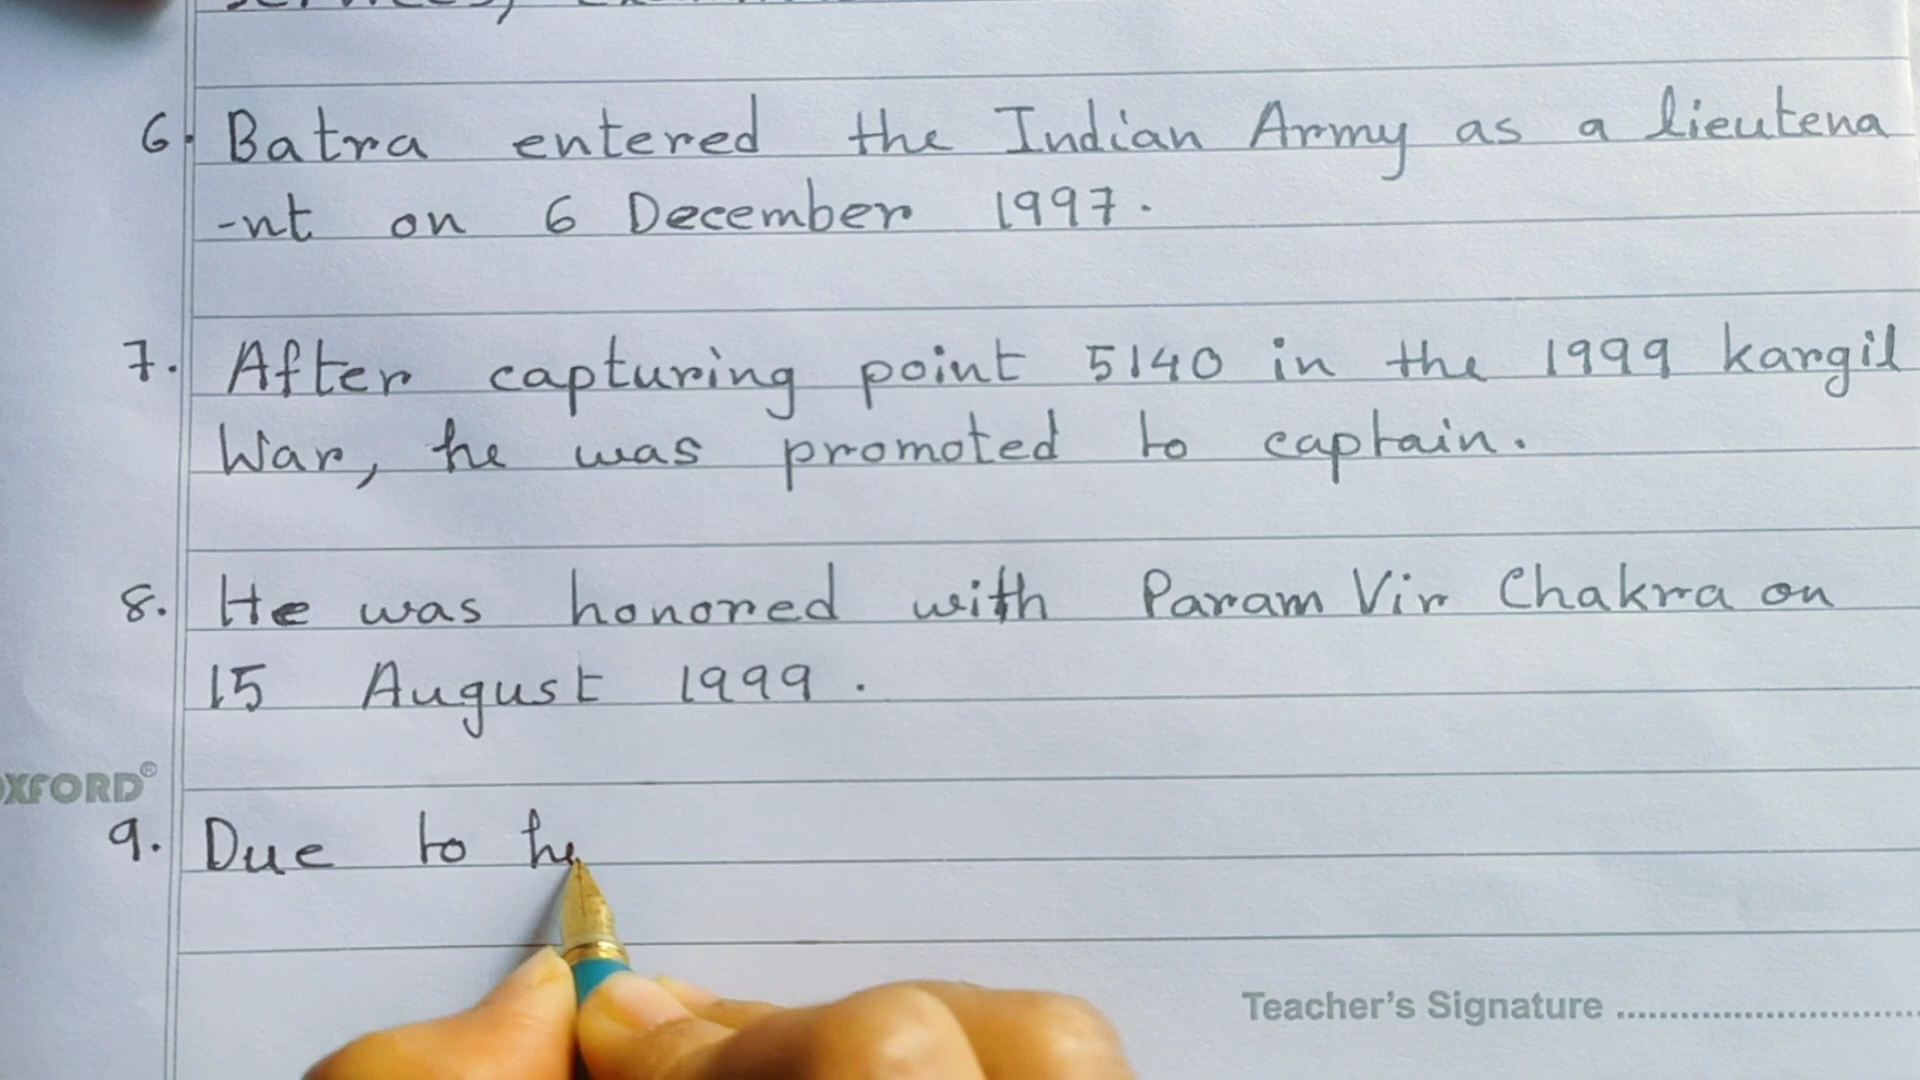 6. Batra entered the Indian Army as a lieutena
-nt on 6 December 1997.
7. After capturing point 5140 in the 1999 kargil
War, he was promoted to captain.
8. He was honored with Param Vir Chakra on
15 August 1999.
OXFORD®
9. Due to he
Teacher's Signature ........................